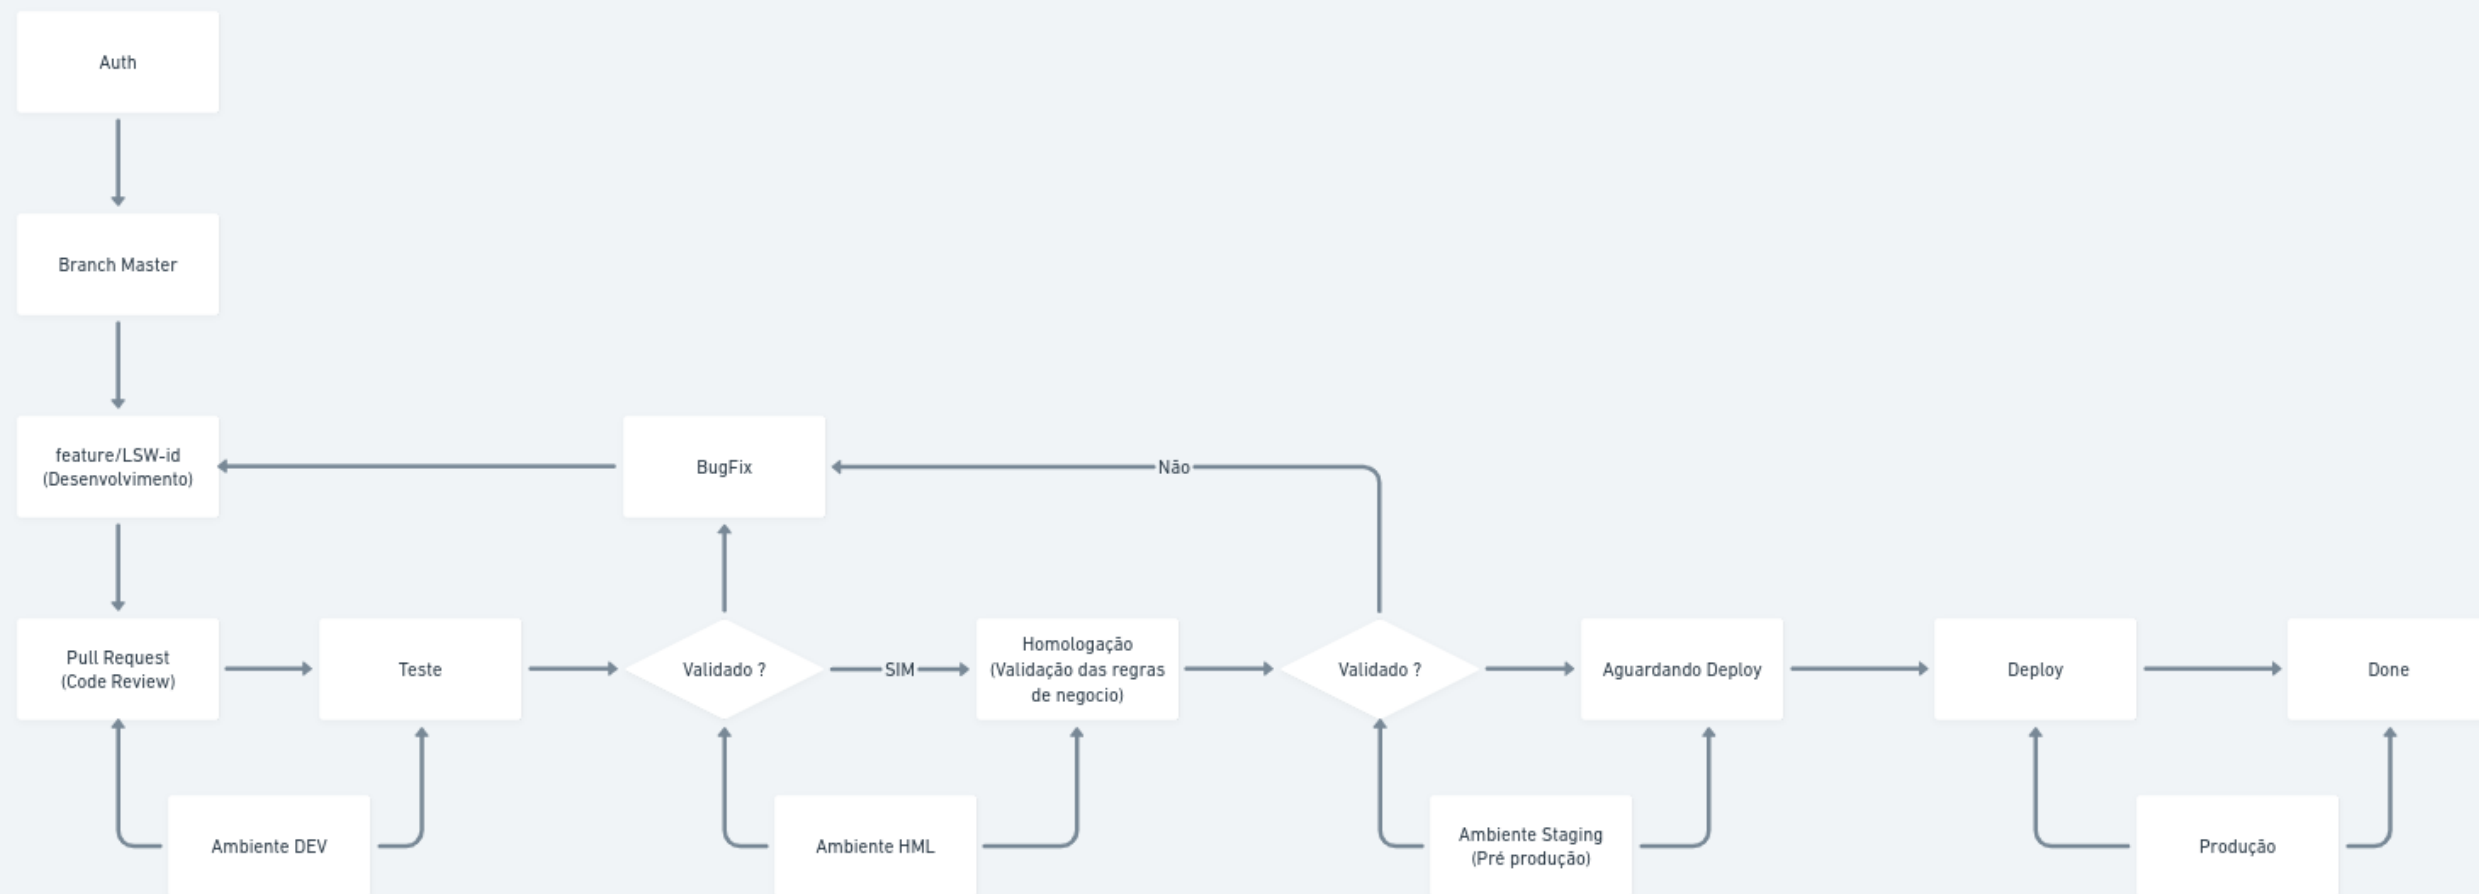 Auth
Branch Master
feature/LSW-id
(Desenvolvimento)
BugFix
Não
Pull Request
(Code Review)
Teste
Validado ?
SIM
Homologação
(Validação das regras
de negocio)
Validado ?
Aguardando Deploy
Deploy
Done
Ambiente DEV
Ambiente HML
Ambiente Staging
(Pré produção)
Produção